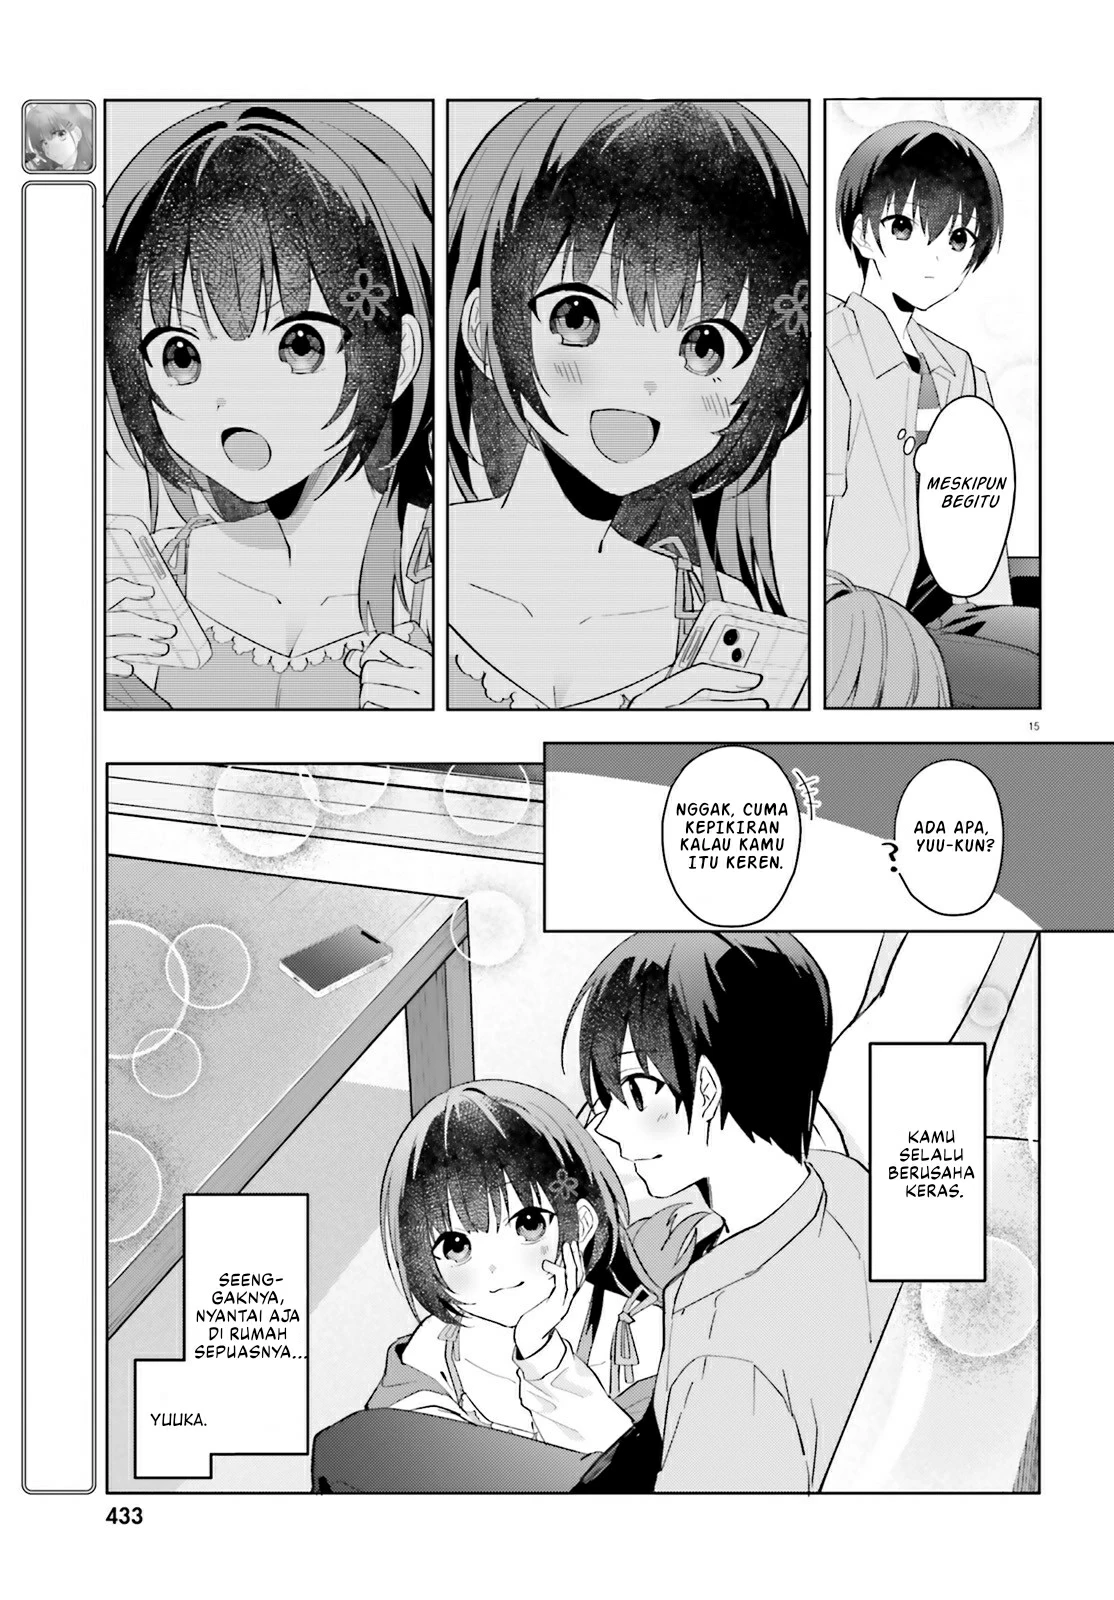 MESKIPUN
BEGITU
15
ADA APA,
YUU-KUN?
?
NGGAK, CUMA
KEPIKIRAN
KALAU KAMU
ITU KEREN.
KAMU
SELALU
BERUSAHA
KERAS.
SEENG-
GAKNYA,
NYANTAI AJA
DI RUMAH
SEPUASNYA...
YUUKA.
433